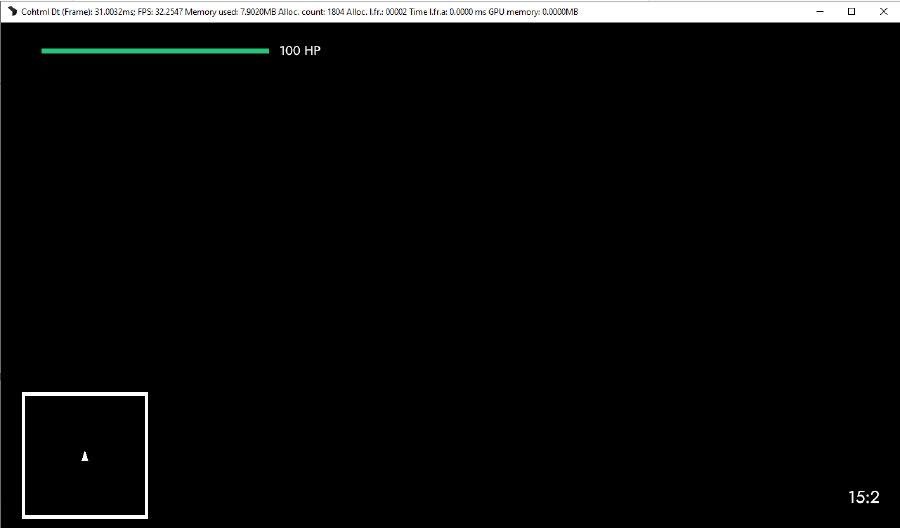 Cohtml Dt (Frame): 31.0032ms; FPS: 32.2547 Memory used: 7.9020MB Alloc. count: 1804 Alloc. l.fr.: 00002 Time l.fr.a: 0.0000 ms GPU memory: 0.0000MB
100 HP
15:2